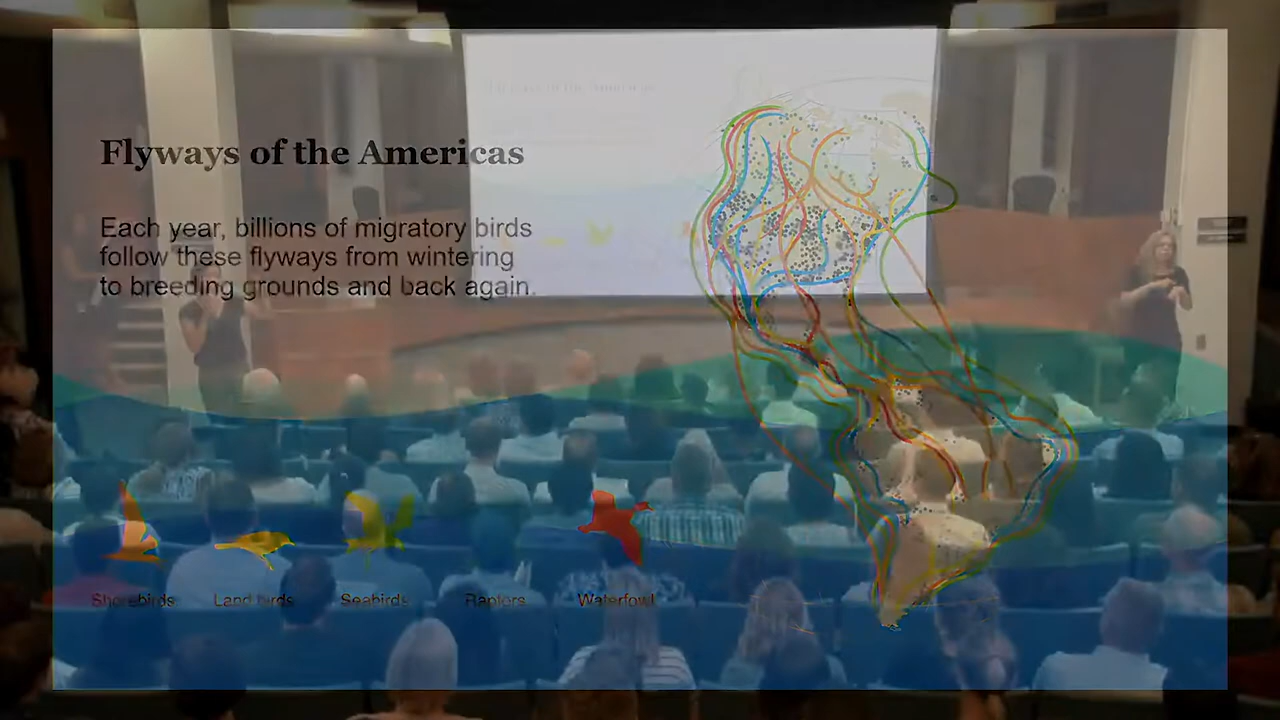 Flyways of the Americas
Each year, billions of migratory birds
follow these flyways from wintering
to breeding grounds and back again.
Shorebirds Land birds Seabirds Raptors Waterfowl